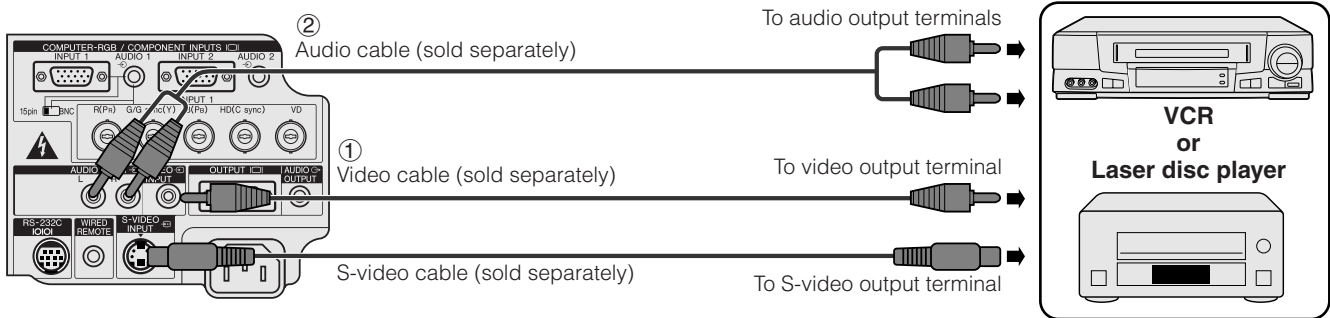 ②
Audio cable (sold separately)
To audio output terminals
COMPUTER-RGB / COMPONENT INPUTS
INPUT 1 AUDIO 1 INPUT 2 AUDIO 2
INPUT 1
15pin BNC
R(PR) G/G sync(Y) (PB) HD(C sync) VD
①
Video cable (sold separately)
To video output terminal
AUDIO
L
INPUT
OUTPUT
AUDIO
OUTPUT
RS-232C
IOIOI
WIRED
REMOTE
S-VIDEO
INPUT
S-video cable (sold separately)
To S-video output terminal
VCR
or
Laser disc player